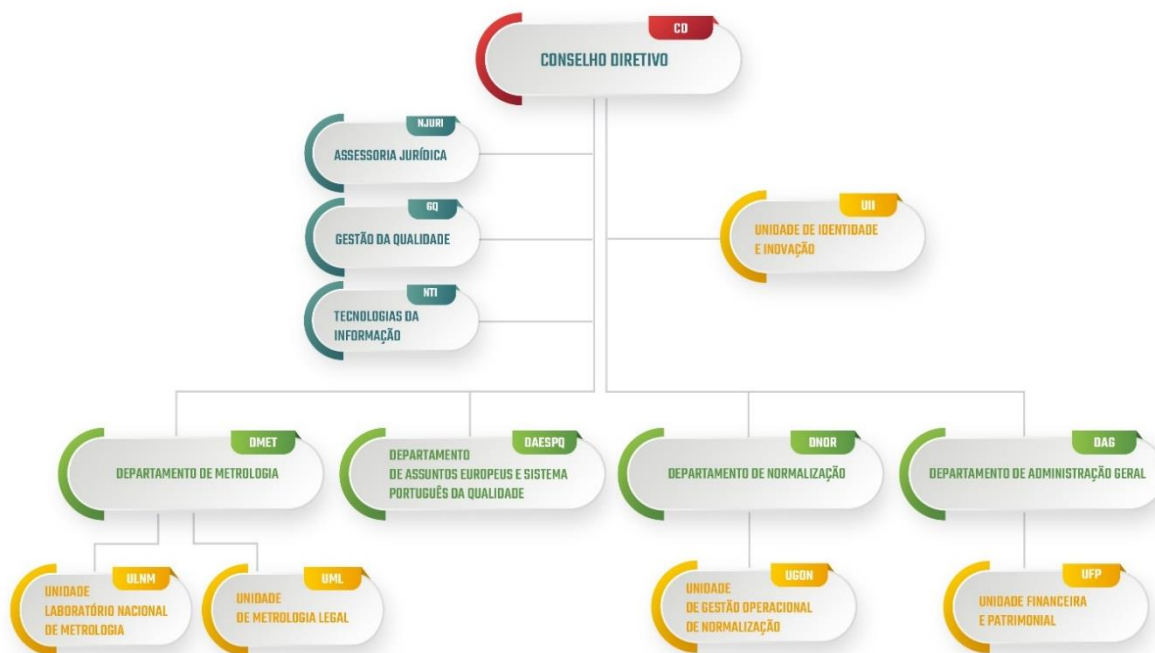 CD
CONSELHO DIRETIVO
NJURI
ASSESSORIA JURÍDICA
GQ
GESTÃO DA QUALIDADE
NTI
TECNOLOGIAS DA
INFORMAÇÃO
UII
UNIDADE DE IDENTIDADE
E INOVAÇÃO
DMET
DEPARTAMENTO DE METROLOGIA
DAESPQ
DEPARTAMENTO
DE ASSUNTOS EUROPEUS E SISTEMA
PORTUGUÊS DA QUALIDADE
DNOR
DEPARTAMENTO DE NORMALIZAÇÃO
DAG
DEPARTAMENTO DE ADMINISTRAÇÃO GERAL
ULNM
UNIDADE
LABORATÓRIO NACIONAL
DE METROLOGIA
UML
UNIDADE
DE METROLOGIA LEGAL
UGON
UNIDADE
DE GESTÃO OPERACIONAL
DE NORMALIZAÇÃO
UFP
UNIDADE FINANCEIRA
E PATRIMONIAL